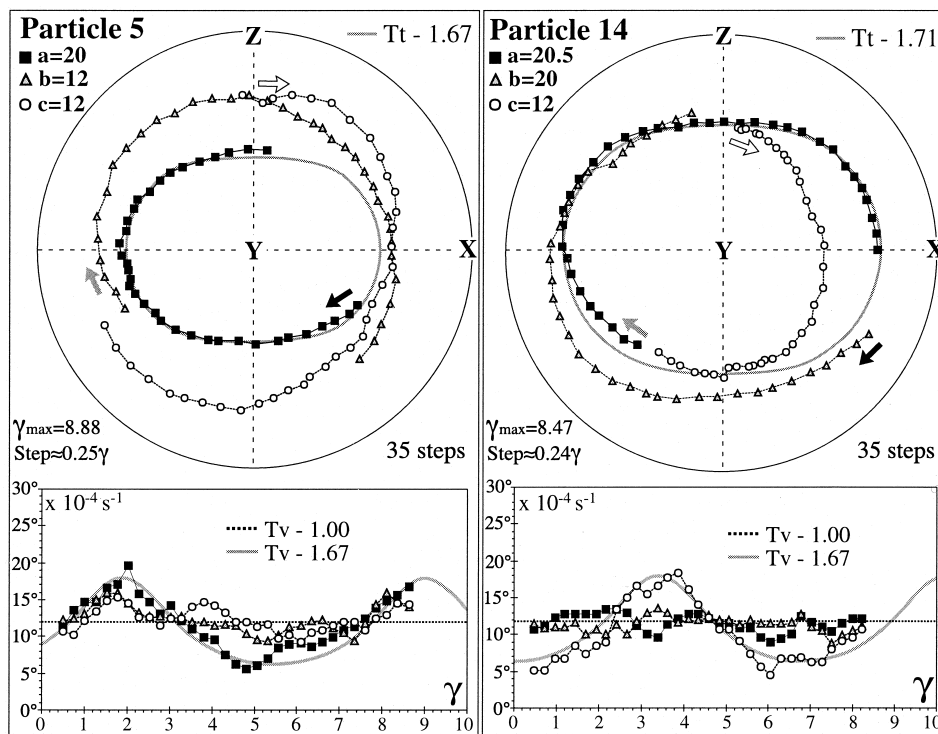 Particle 5
■ a=20
△ b=12
○ c=12
Z
Tt - 1.67
Y
X
γmax=8.88
Step≈0.25γ
35 steps
Particle 14
■ a=20.5
△ b=20
○ c=12
Z
Tt - 1.71
Y
X
γmax=8.47
Step≈0.24γ
35 steps
30°
x 10⁻⁴ s⁻¹
25°
20°
15°
10°
5°
0°
Tv - 1.00
Tv - 1.67
γ
0 1 2 3 4 5 6 7 8 9 10
30°
x 10⁻⁴ s⁻¹
25°
20°
15°
10°
5°
0°
Tv - 1.00
Tv - 1.67
γ
0 1 2 3 4 5 6 7 8 9 10